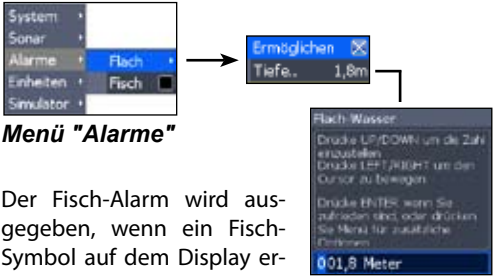 System
Sonar
Alarme
Einheiten
Simulator
Flach
Fisch
Ermöglichen
Tiefe.. 1,8m
Menü "Alarme"
Flach-Wasser
Drücke UP/DOWN um die Zahl
einzustellen
Drücke LEFT/RIGHT um den
Cursor zu bewegen
Drücke ENTER wann Sie
zufrieden sind, oder drücken
Sie Menü für zusätzliche
Optionen
001,8 Meter
Der Fisch-Alarm wird aus-
gegeben, wenn ein Fisch-
Symbol auf dem Display er-